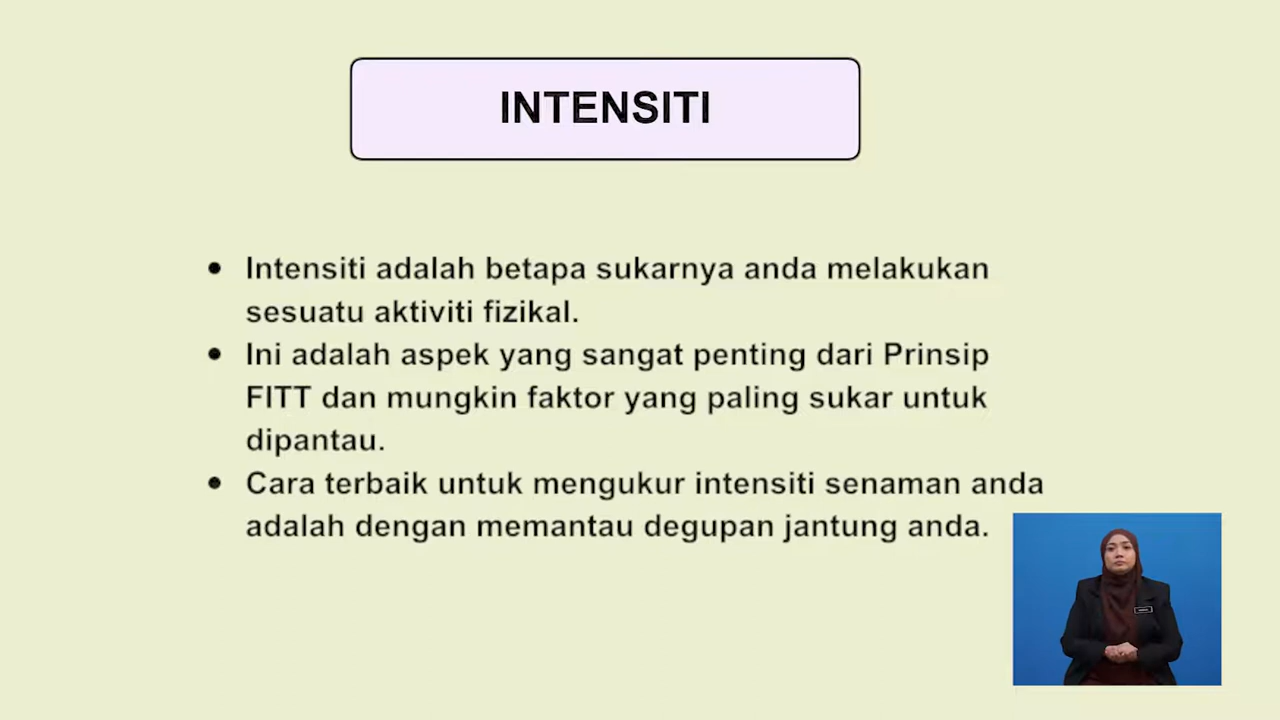 INTENSITI
• Intensiti adalah betapa sukarnya anda melakukan
sesuatu aktiviti fizikal.
• Ini adalah aspek yang sangat penting dari Prinsip
FITT dan mungkin faktor yang paling sukar untuk
dipantau.
• Cara terbaik untuk mengukur intensiti senaman anda
adalah dengan memantau degupan jantung anda.